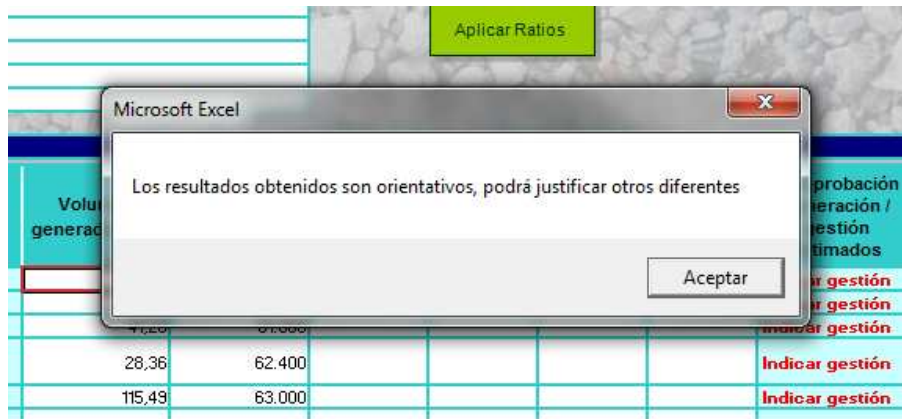 Aplicar Ratios
Microsoft Excel
Los resultados obtenidos son orientativos, podrá justificar otros diferentes
Aceptar
gestión
gestión
gestión
28,36 62.400 Indicar gestión
115,49 63.000 Indicar gestión